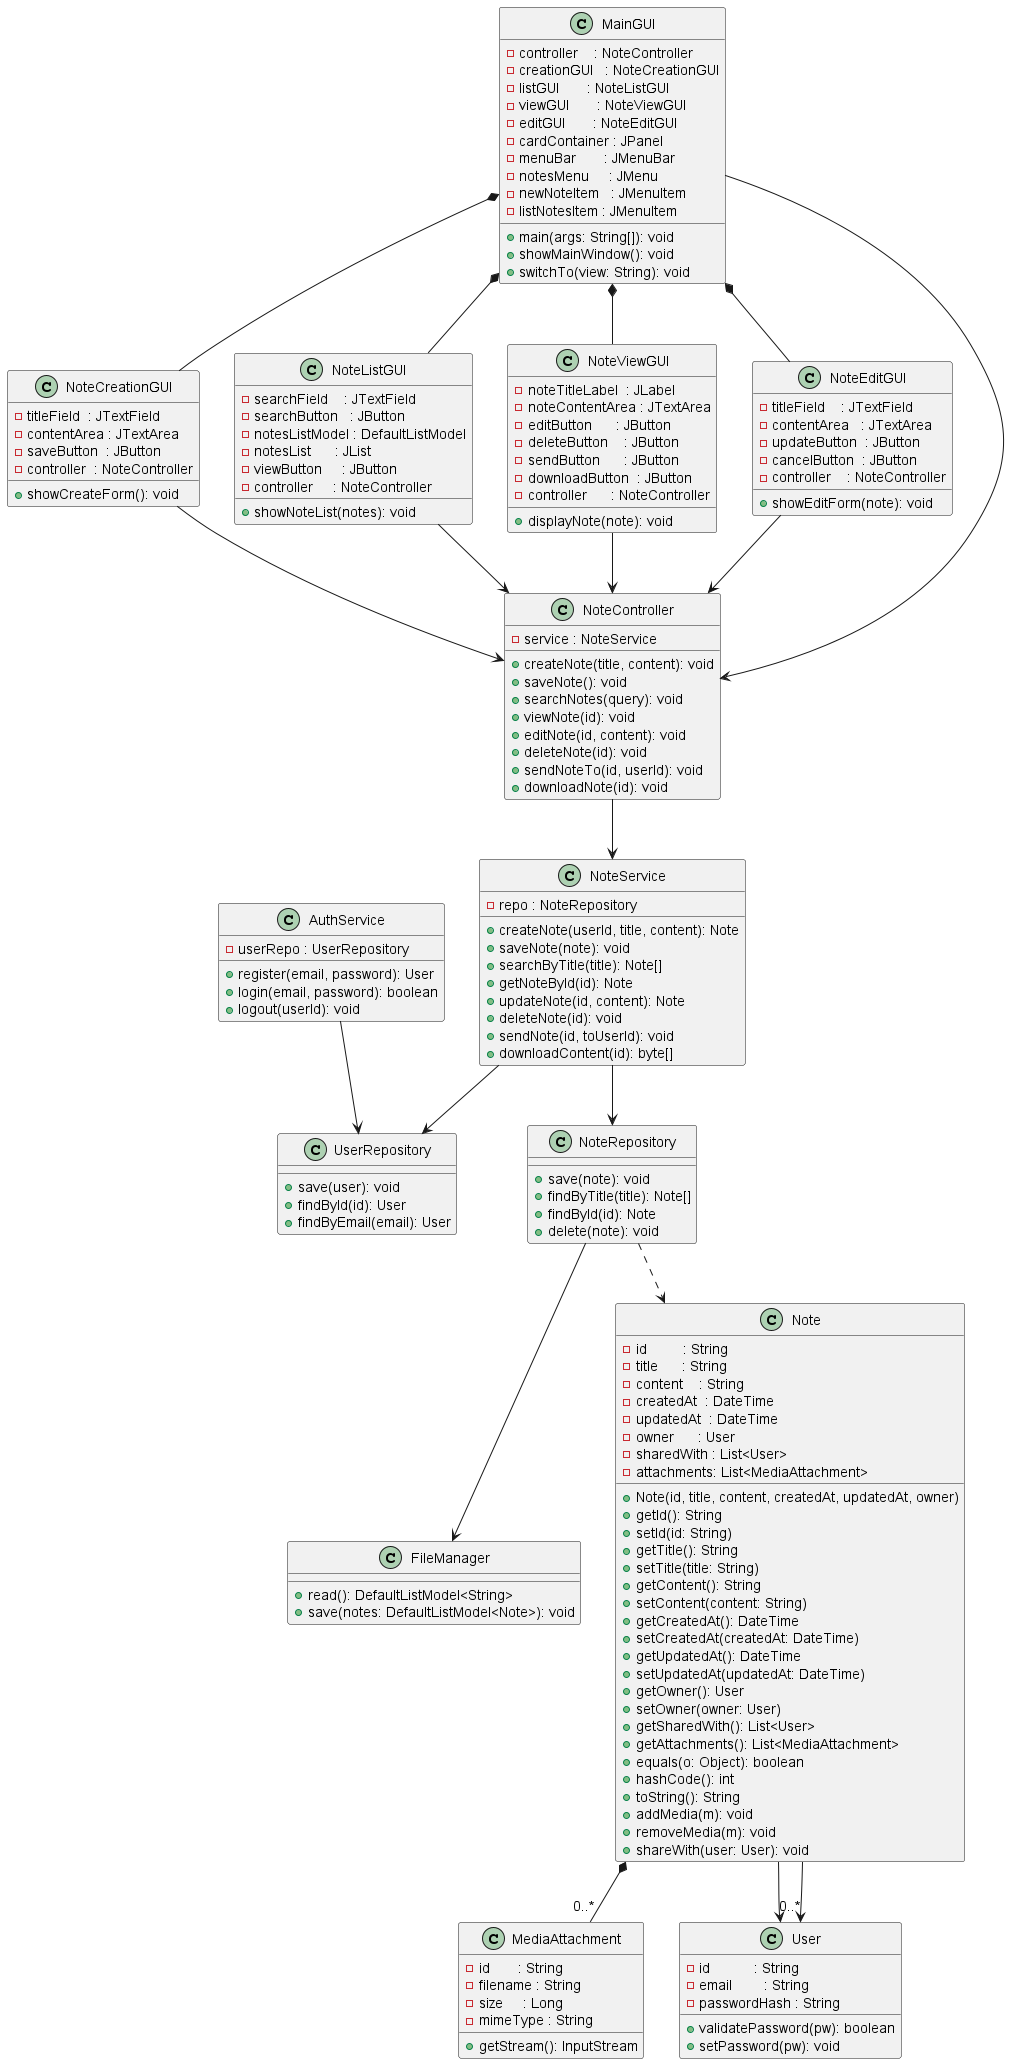 C MainGUI
controller : NoteController
creationGUI : NoteCreationGUI
listGUI : NoteListGUI
viewGUI : NoteViewGUI
editGUI : NoteEditGUI
cardContainer : JPanel
menuBar : JMenuBar
notesMenu : JMenu
newNoteItem : JMenuItem
listNotesItem : JMenuItem
main(args: String[]): void
showMainWindow(): void
switchTo(view: String): void
C NoteCreationGUI
titleField : JTextField
contentArea : JTextArea
saveButton : JButton
controller : NoteController
showCreateForm(): void
C NoteListGUI
searchField : JTextField
searchButton : JButton
notesListModel : DefaultListModel
notesList : JList
viewButton : JButton
controller : NoteController
showNoteList(notes): void
C NoteViewGUI
noteTitleLabel : JLabel
noteContentArea : JTextArea
editButton : JButton
deleteButton : JButton
sendButton : JButton
downloadButton : JButton
controller : NoteController
displayNote(note): void
C NoteEditGUI
titleField : JTextField
contentArea : JTextArea
updateButton : JButton
cancelButton : JButton
controller : NoteController
showEditForm(note): void
C NoteController
service : NoteService
createNote(title, content): void
saveNote(): void
searchNotes(query): void
viewNote(id): void
editNote(id, content): void
deleteNote(id): void
sendNoteTo(id, userId): void
downloadNote(id): void
C AuthService
userRepo : UserRepository
register(email, password): User
login(email, password): boolean
logout(userId): void
C NoteService
repo : NoteRepository
createNote(userId, title, content): Note
saveNote(note): void
searchByTitle(title): Note[]
getNoteById(id): Note
updateNote(id, content): Note
deleteNote(id): void
sendNote(id, toUserId): void
downloadContent(id): byte[]
C UserRepository
save(user): void
findById(id): User
findByEmail(email): User
C NoteRepository
save(note): void
findByTitle(title): Note[]
findById(id): Note
delete(note): void
C FileManager
read(): DefaultListModel<String>
save(notes: DefaultListModel<Note>): void
C Note
id : String
title : String
content : String
createdAt : DateTime
updatedAt : DateTime
owner : User
sharedWith : List<User>
attachments: List<MediaAttachment>
Note(id, title, content, createdAt, updatedAt, owner)
getId(): String
setId(id: String)
getTitle(): String
setTitle(title: String)
getContent(): String
setContent(content: String)
getCreatedAt(): DateTime
setCreatedAt(createdAt: DateTime)
getUpdatedAt(): DateTime
setUpdatedAt(updatedAt: DateTime)
getOwner(): User
setOwner(owner: User)
getSharedWith(): List<User>
getAttachments(): List<MediaAttachment>
equals(o: Object): boolean
hashCode(): int
toString(): String
addMedia(m): void
removeMedia(m): void
shareWith(user: User): void
0..*
0..*
C MediaAttachment
id : String
filename : String
size : Long
mimeType : String
getStream(): InputStream
C User
id : String
email : String
passwordHash : String
validatePassword(pw): boolean
setPassword(pw): void